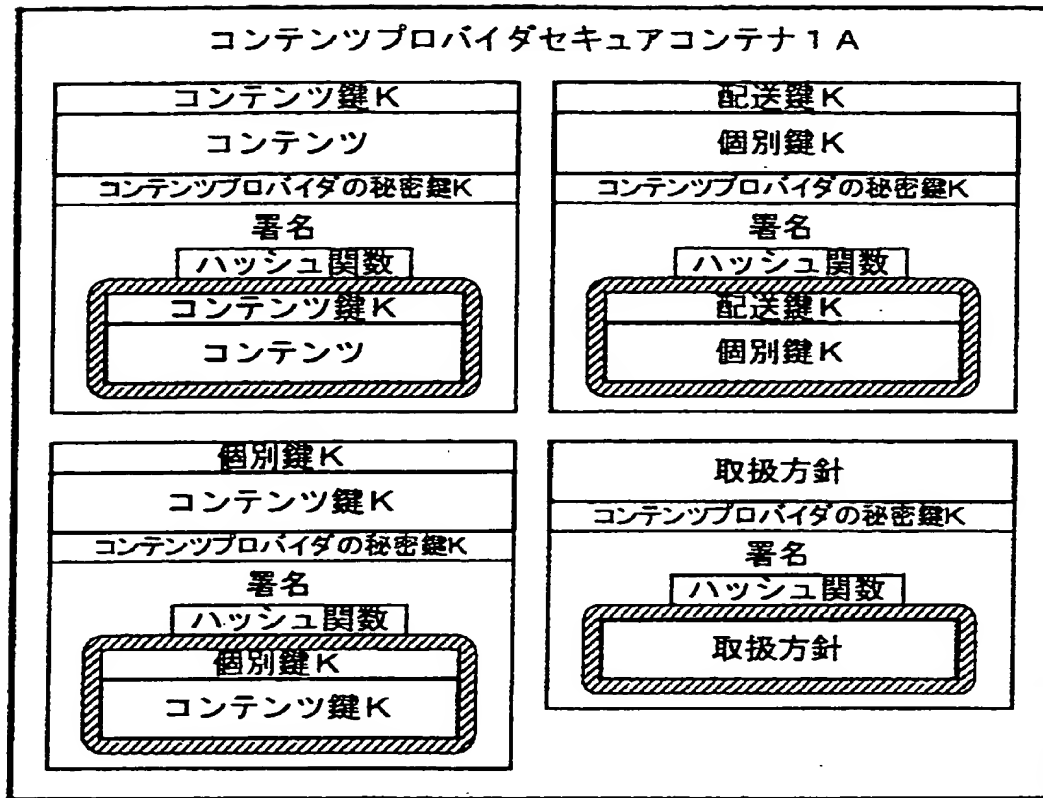 コンテンツプロバイダセキュアコンテナ1A
コンテンツ鍵K
コンテンツ
コンテンツプロバイダの秘密鍵K
署名
ハッシュ関数
コンテンツ鍵K
コンテンツ
配送鍵K
個別鍵K
コンテンツプロバイダの秘密鍵K
署名
ハッシュ関数
配送鍵K
個別鍵K
個別鍵K
コンテンツ鍵K
コンテンツプロバイダの秘密鍵K
署名
ハッシュ関数
個別鍵K
コンテンツ鍵K
取扱方針
コンテンツプロバイダの秘密鍵K
署名
ハッシュ関数
取扱方針